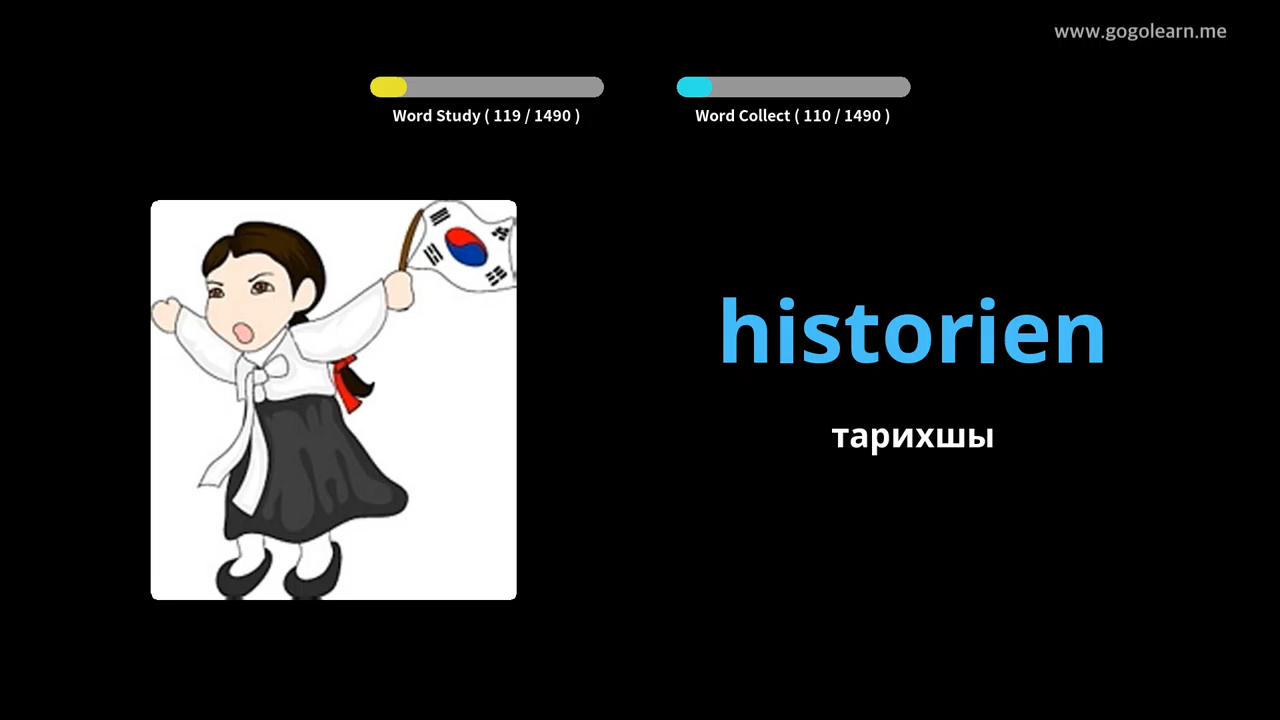 www.gogolearn.me
Word Study ( 119 / 1490 )
Word Collect ( 110 / 1490 )
historien
тарихшы